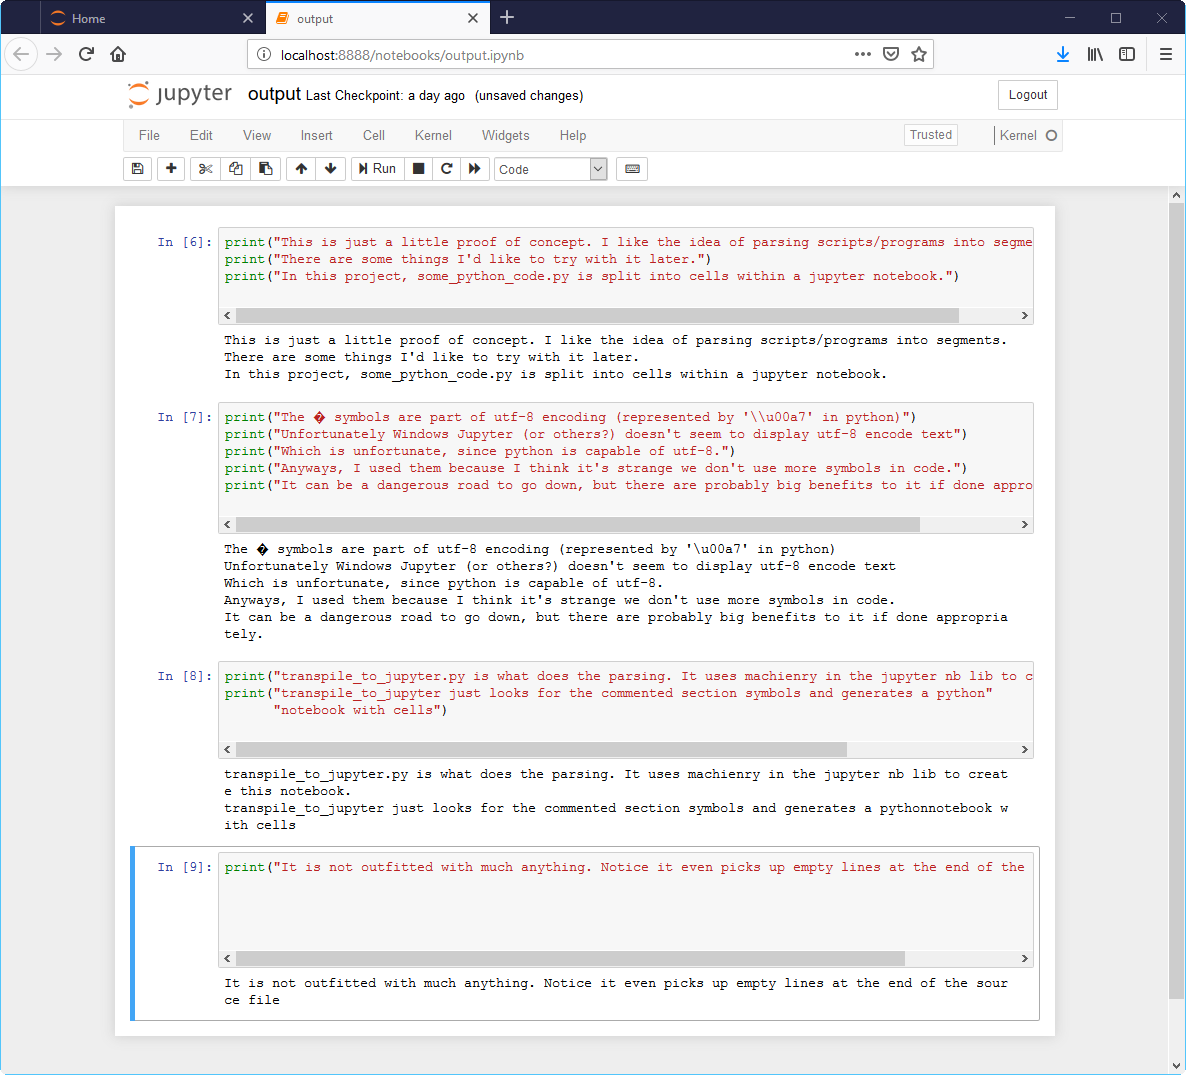 Home
output
localhost:8888/notebooks/output.ipynb
jupyter output Last Checkpoint: a day ago (unsaved changes)
Logout
File Edit View Insert Cell Kernel Widgets Help
Trusted Kernel
Run Code
In [6]: print("This is just a little proof of concept. I like the idea of parsing scripts/programs into segme
print("There are some things I'd like to try with it later.")
print("In this project, some_python_code.py is split into cells within a jupyter notebook.")
This is just a little proof of concept. I like the idea of parsing scripts/programs into segments.
There are some things I'd like to try with it later.
In this project, some_python_code.py is split into cells within a jupyter notebook.
In [7]: print("The � symbols are part of utf-8 encoding (represented by '\\u00a7' in python)")
print("Unfortunately Windows Jupyter (or others?) doesn't seem to display utf-8 encode text")
print("Which is unfortunate, since python is capable of utf-8.")
print("Anyways, I used them because I think it's strange we don't use more symbols in code.")
print("It can be a dangerous road to go down, but there are probably big benefits to it if done appro
The � symbols are part of utf-8 encoding (represented by '\u00a7' in python)
Unfortunately Windows Jupyter (or others?) doesn't seem to display utf-8 encode text
Which is unfortunate, since python is capable of utf-8.
Anyways, I used them because I think it's strange we don't use more symbols in code.
It can be a dangerous road to go down, but there are probably big benefits to it if done appropria
tely.
In [8]: print("transpile_to_jupyter.py is what does the parsing. It uses machienry in the jupyter nb lib to c
print("transpile_to_jupyter just looks for the commented section symbols and generates a python"
"notebook with cells")
transpile_to_jupyter.py is what does the parsing. It uses machienry in the jupyter nb lib to creat
e this notebook.
transpile_to_jupyter just looks for the commented section symbols and generates a pythonnotebook w
ith cells
In [9]: print("It is not outfitted with much anything. Notice it even picks up empty lines at the end of the
It is not outfitted with much anything. Notice it even picks up empty lines at the end of the sour
ce file